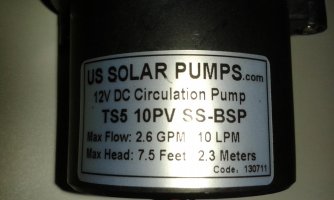 US SOLAR PUMPS.com
12V DC Circulation Pump
TS5 10PV SS-BSP
Max Flow: 2.6 GPM 10 LPM
Max Head: 7.5 Feet 2.3 Meters
Code: 130711